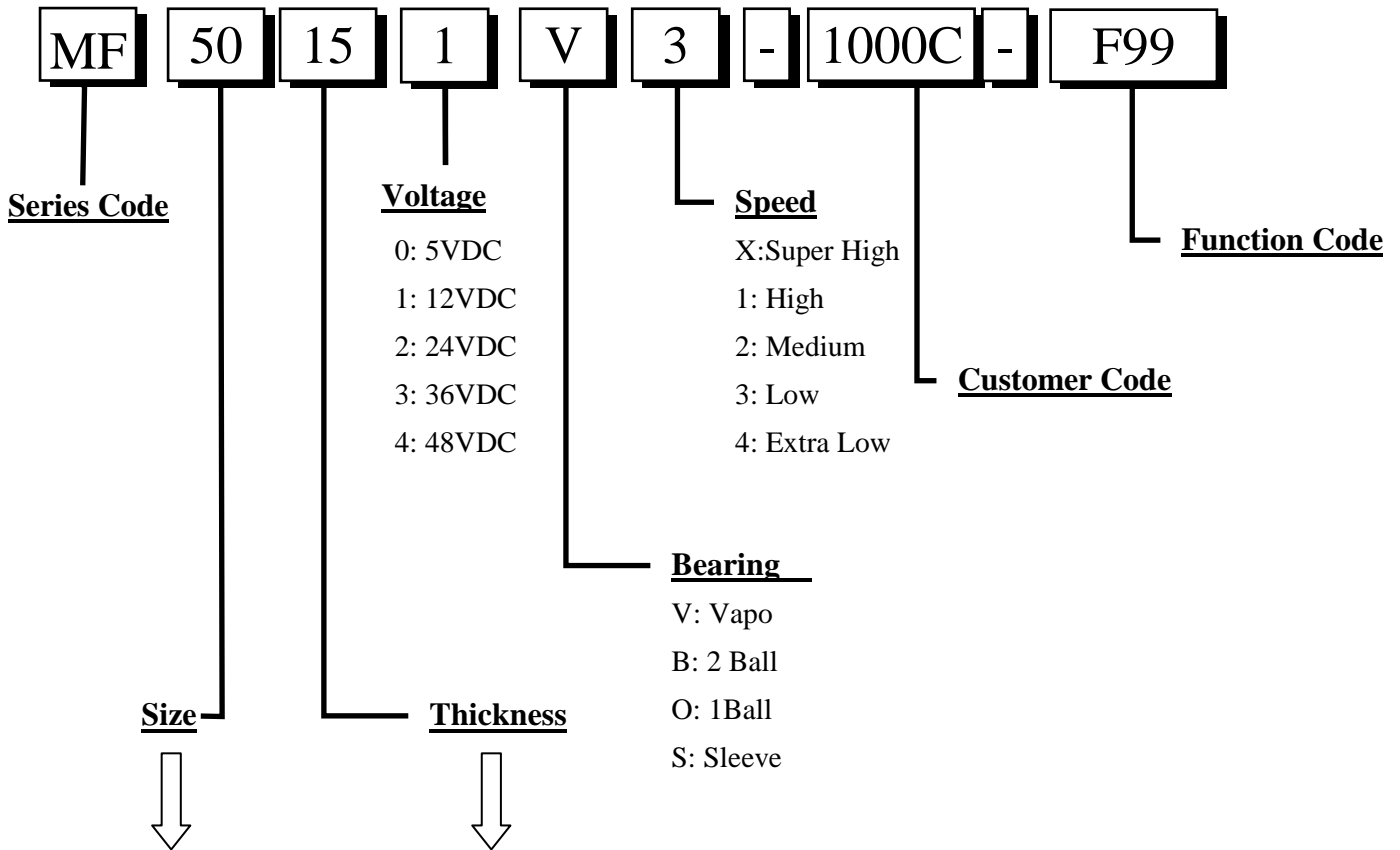 MF 50 15 1 V 3 - 1000C - F99
Series Code
Voltage
0: 5VDC
1: 12VDC
2: 24VDC
3: 36VDC
4: 48VDC
Speed
X:Super High
1: High
2: Medium
3: Low
4: Extra Low
Function Code
Customer Code
Bearing
V: Vapo
B: 2 Ball
O: 1Ball
S: Sleeve
Size
Thickness